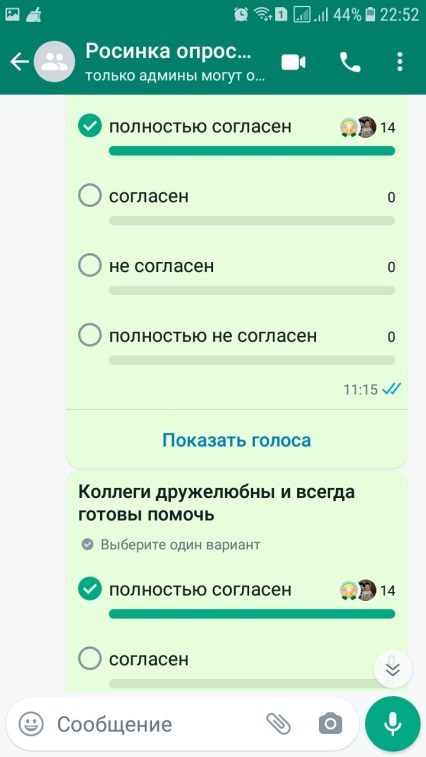 44% 22:52
Росинка опрос...
только админы могут о...
полностью согласен 14
согласен 0
не согласен 0
полностью не согласен 0
11:15
Показать голоса
Коллеги дружелюбны и всегда
готовы помочь
Выберите один вариант
полностью согласен 14
согласен
Сообщение